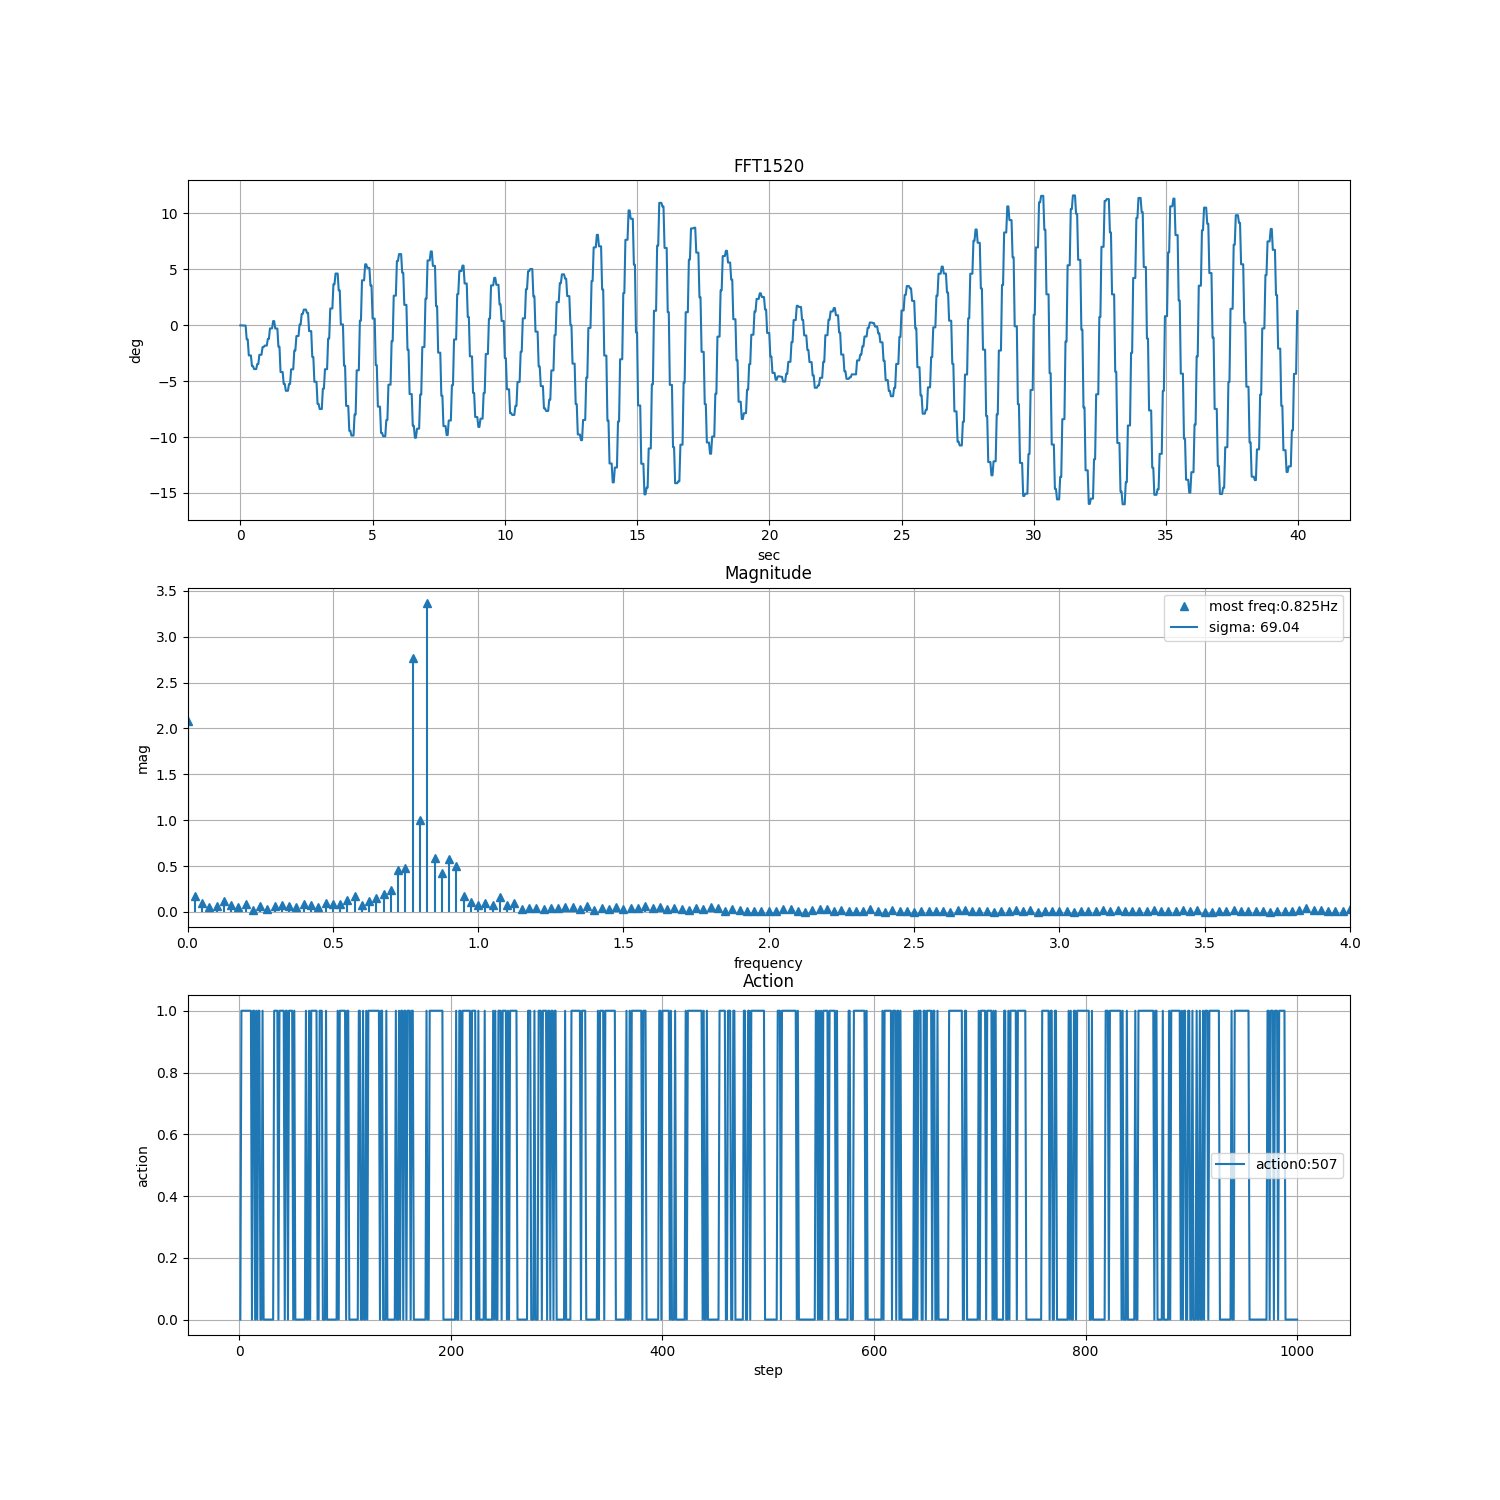 FFT1520
10
5
0
−5
−10
−15
deg
0 5 10 15 20 25 30 35 40
sec
Magnitude
3.5
3.0
2.5
2.0
1.5
1.0
0.5
0.0
mag
most freq:0.825Hz
sigma: 69.04
0.0 0.5 1.0 1.5 2.0 2.5 3.0 3.5 4.0
frequency
Action
1.0
0.8
0.6
0.4
0.2
0.0
action
action0:507
0 200 400 600 800 1000
step